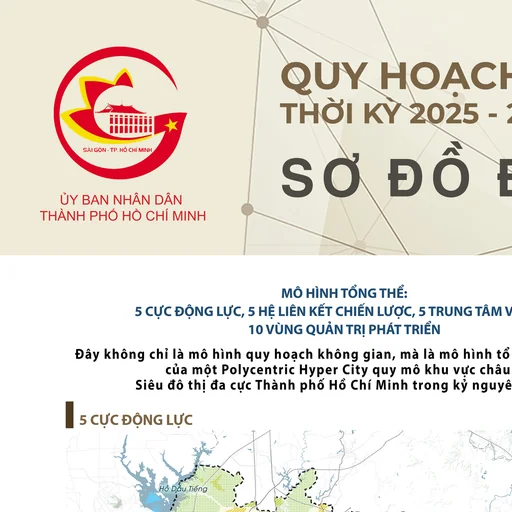 QUY HOẠCH
THỜI KỲ 2025 - 2
SƠ ĐỒ Đ
SÀI GÒN - TP. HỒ CHÍ MINH
ỦY BAN NHÂN DÂN
THÀNH PHỐ HỒ CHÍ MINH
MÔ HÌNH TỔNG THỂ:
5 CỰC ĐỘNG LỰC, 5 HỆ LIÊN KẾT CHIẾN LƯỢC, 5 TRUNG TÂM V
10 VÙNG QUẢN TRỊ PHÁT TRIỂN
Đây không chỉ là mô hình quy hoạch không gian, mà là mô hình tổ
của một Polycentric Hyper City quy mô khu vực châu
Siêu đô thị đa cực Thành phố Hồ Chí Minh trong kỷ nguyê
5 CỰC ĐỘNG LỰC
Hồ Dầu Tiếng